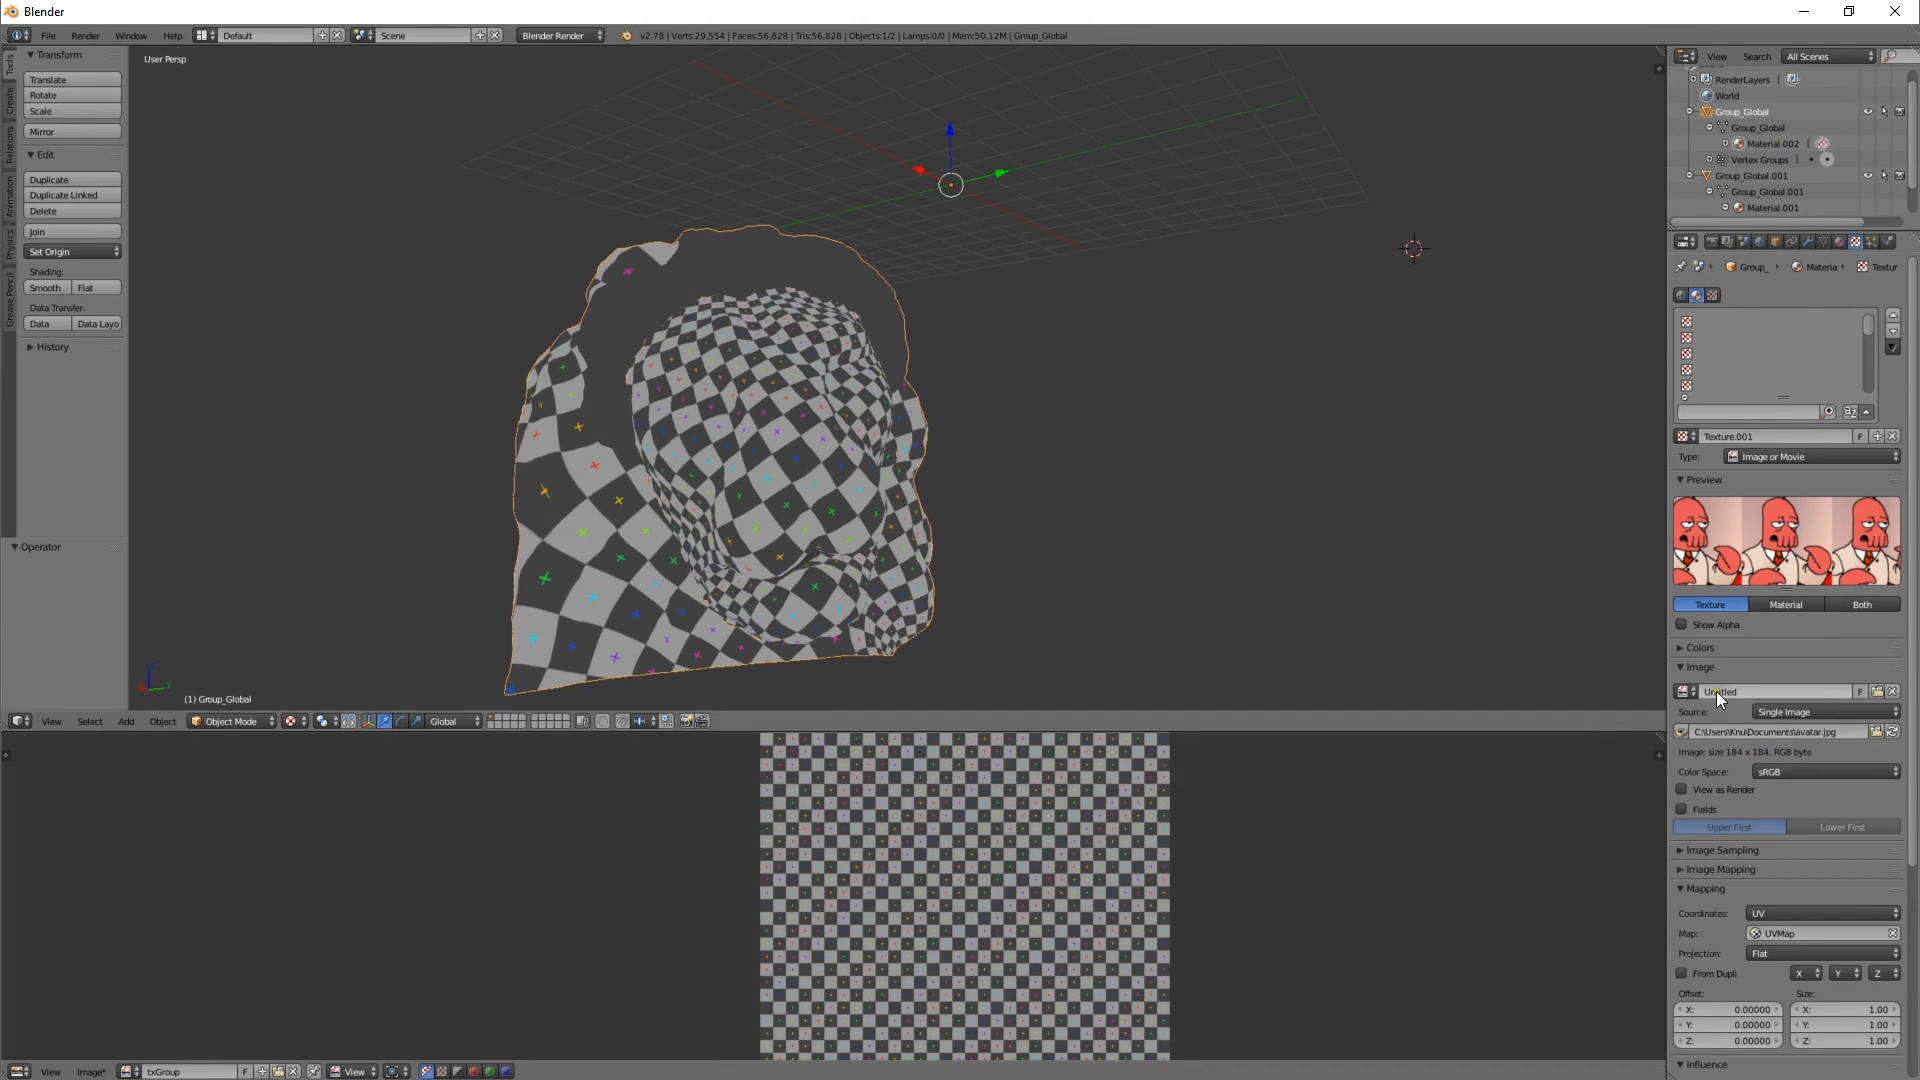 Blender
File Render Window Help Default Scene Blender Render v2.78 | Verts:29,554 | Faces:56,828 | Tris:56,828 | Objects:1/2 | Lamps:0/0 | Mem:50.12M | Group_Global
Tools
Create
Relations
Animation
Physics
Grease Pencil
Transform
Translate
Rotate
Scale
Mirror
Edit
Duplicate
Duplicate Linked
Delete
Join
Set Origin
Shading:
Smooth Flat
Data Transfer:
Data Data Layo
History
Operator
User Persp
(1) Group_Global
View Select Add Object Object Mode Global
View Image* txGroup F View
View Search All Scenes
RenderLayers |
World
Group_Global
Group_Global
Material.002 |
Vertex Groups |
Group_Global.001
Group_Global.001
Material.001
Group_ Materia Textur
Texture.001 F
Type: Image or Movie
Preview
Texture Material Both
Show Alpha
Colors
Image
Untitled F
Source: Single Image
C:\Users\Knu\Documents\avatar.jpg
Image: size 184 x 184, RGB byte
Color Space: sRGB
View as Render
Fields
Upper First Lower First
Image Sampling
Image Mapping
Mapping
Coordinates: UV
Map: UVMap
Projection: Flat
From Dupli X Y Z
Offset: Size:
X: 0.00000 X: 1.00
Y: 0.00000 Y: 1.00
Z: 0.00000 Z: 1.00
Influence